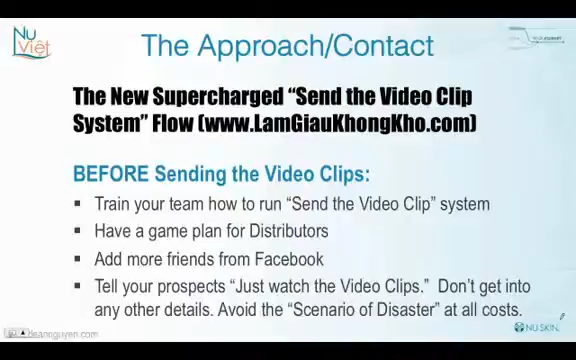 Nu
Việt
The Approach/Contact
The New Supercharged “Send the Video Clip
System” Flow (www.LamGiauKhongKho.com)
BEFORE Sending the Video Clips:
▪ Train your team how to run “Send the Video Clip” system
▪ Have a game plan for Distributors
▪ Add more friends from Facebook
▪ Tell your prospects “Just watch the Video Clips.” Don’t get into
any other details. Avoid the “Scenario of Disaster” at all costs.
NU SKIN